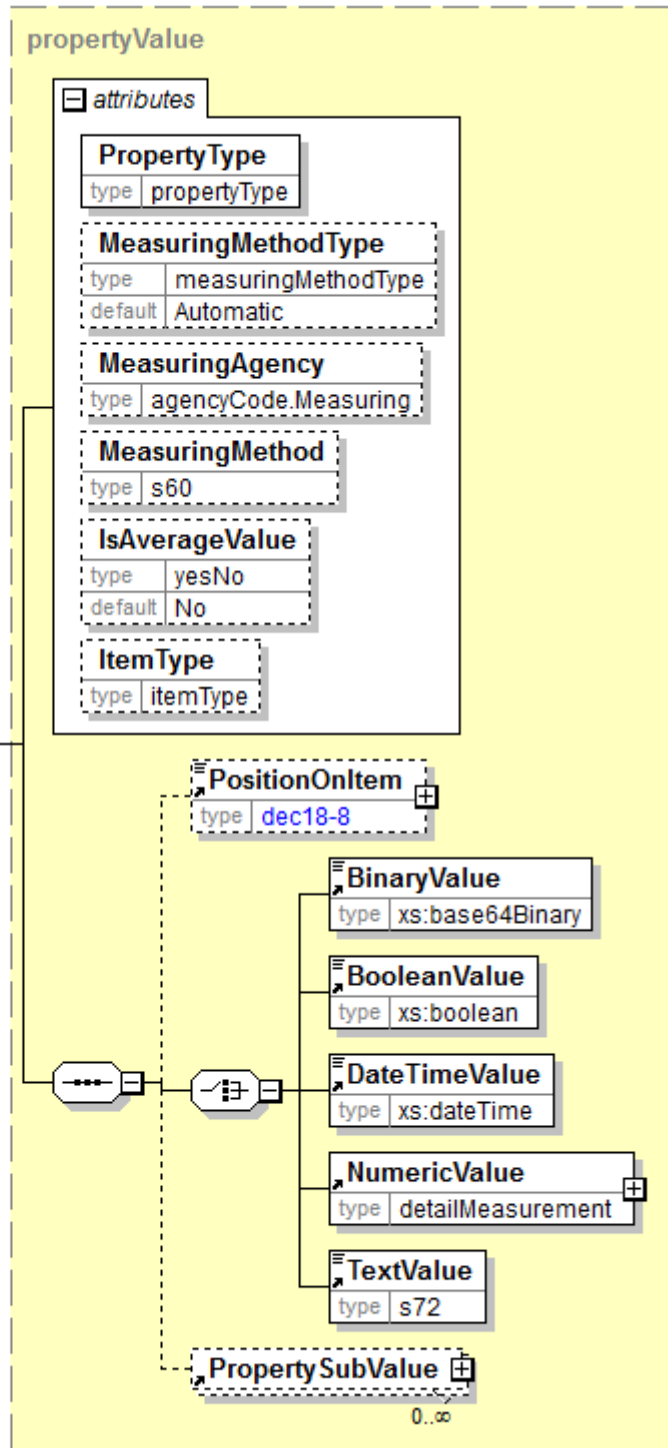 propertyValue
attributes
PropertyType
type propertyType
MeasuringMethodType
type measuringMethodType
default Automatic
MeasuringAgency
type agencyCode.Measuring
MeasuringMethod
type s60
IsAverageValue
type yesNo
default No
ItemType
type itemType
PositionOnItem
type dec18-8
BinaryValue
type xs:base64Binary
BooleanValue
type xs:boolean
DateTimeValue
type xs:dateTime
NumericValue
type detailMeasurement
TextValue
type s72
PropertySubValue
0..∞